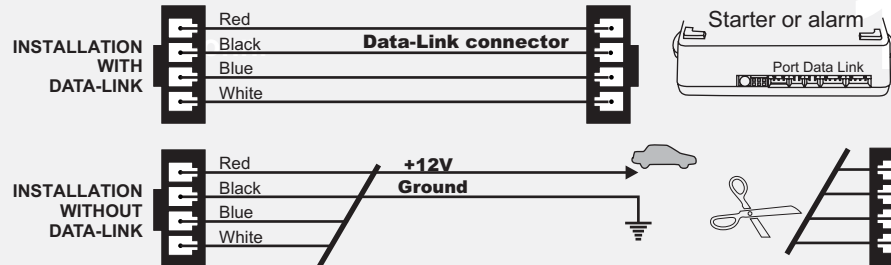 INSTALLATION
WITH
DATA-LINK
Red
Black
Blue
White
Data-Link connector
Starter or alarm
Port Data Link
INSTALLATION
WITHOUT
DATA-LINK
Red
Black
Blue
White
+12V
Ground